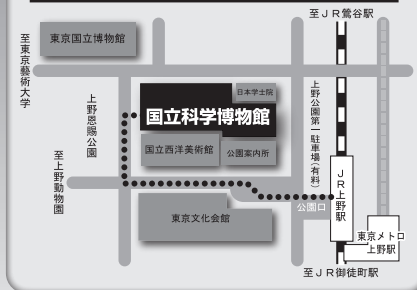 至JR鶯谷駅
東京国立博物館
至東京藝術大学
日本学士院
国立科学博物館
上野恩賜公園
上野公園第一駐車場(有料)
国立西洋美術館
公園案内所
至上野動物園
JR上野駅
公園口
東京文化会館
東京メトロ
上野駅
至JR御徒町駅